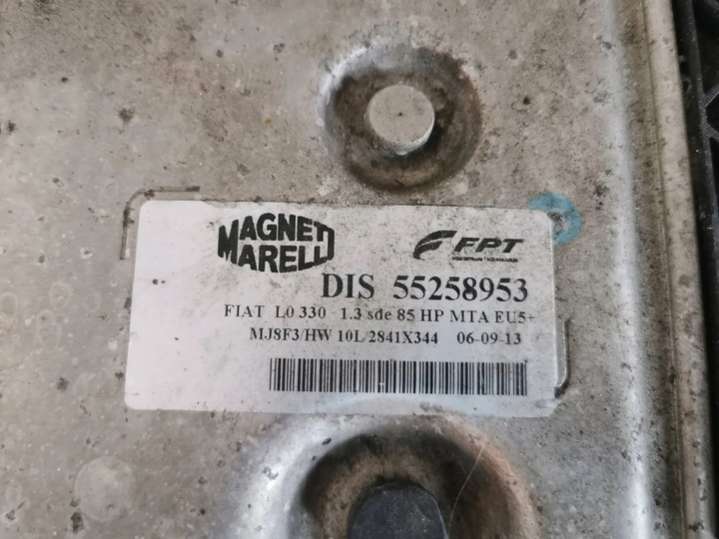 MAGNETI
MARELLI
FPT
DIS 55258953
FIAT L0 330 1.3 sde 85 HP MTA EU5+
MJ8F3/HW 10L/2841X344 06-09-13